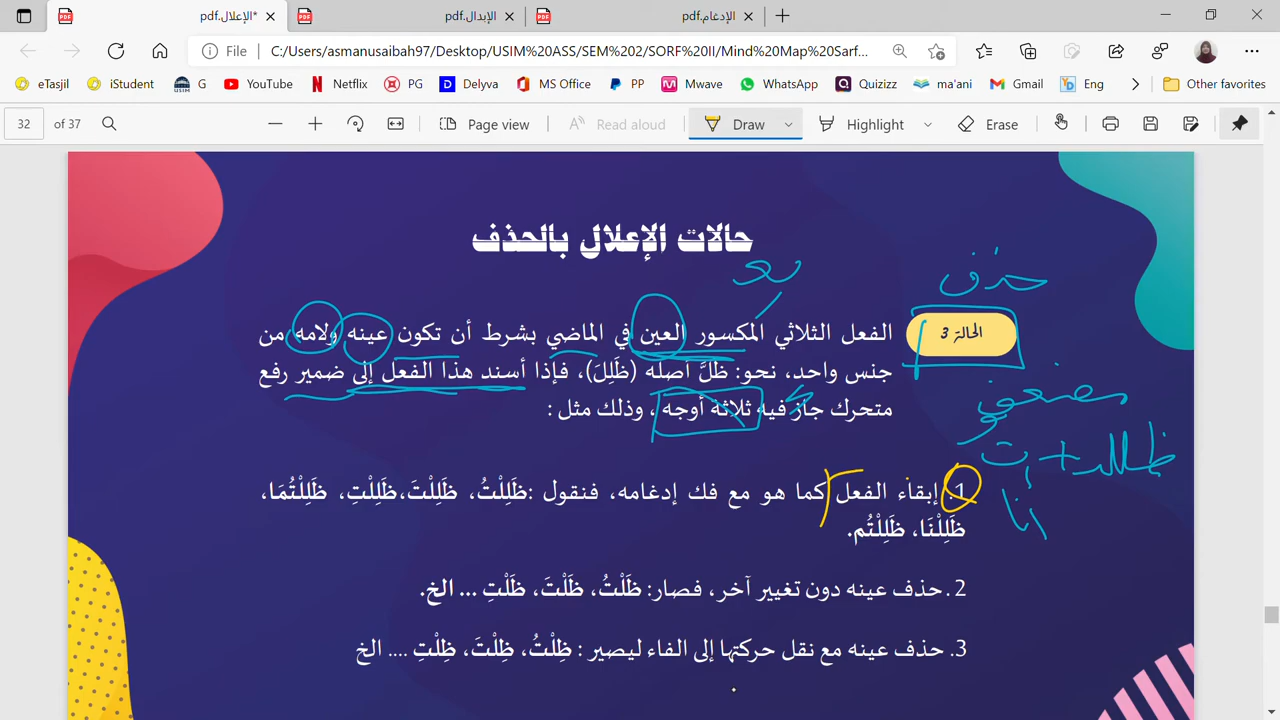 الإعلال.pdf*
الإبدال.pdf
الإدغام.pdf
File C:/Users/asmanusaibah97/Desktop/USIM%20ASS/SEM%202/SORF%20II/Mind%20Map%20Sarf...
eTasjil iStudent G YouTube Netflix PG Delyva MS Office PP Mwave WhatsApp Quizizz ma'ani Gmail Eng Other favorites
32 of 37 Page view Read aloud Draw Highlight Erase
حالات الإعلال بالحذف
حذف
الحالة 3
الفعل الثلاثي المكسور العين في الماضي بشرط أن تكون عينه ولامه من
جنس واحد، نحو: ظَلَّ أصله (ظَلِلَ)، فإذا أسند هذا الفعل إلى ضمير رفع
متحرك جاز فيه ثلاثة أوجه، وذلك مثل :
مضعف
ظلل + ت
انا
1. إبقاء الفعل كما هو مع فك إدغامه، فنقول :ظَلِلْتُ، ظَلِلْتَ،ظَلِلْتِ، ظَلِلْتُمَا،
ظَلِلْنَا، ظَلِلْتُم.
2. حذف عينه دون تغيير آخر، فصار: ظَلْتُ، ظَلْتَ، ظَلْتِ ... الخ.
3. حذف عينه مع نقل حركتها إلى الفاء ليصير : ظِلْتُ، ظِلْتَ، ظِلْتِ .... الخ